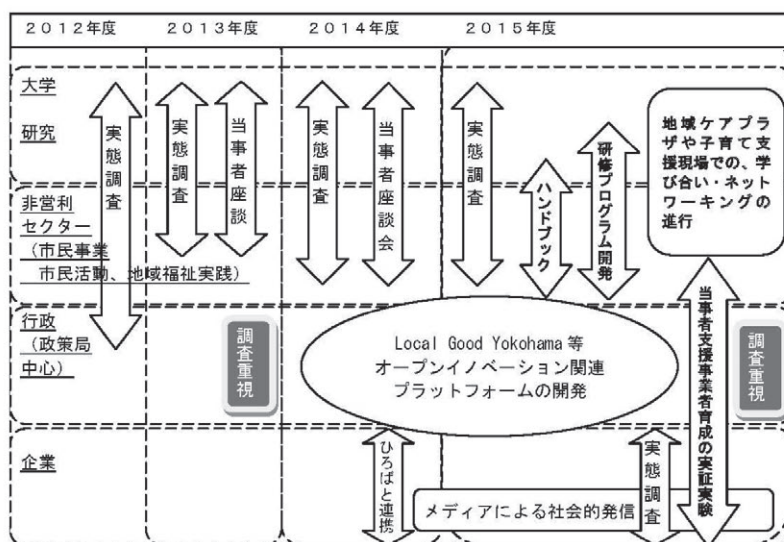 ２０１２年度
２０１３年度
２０１４年度
２０１５年度
大学
研究
非営利
セクター
（市民事業
市民活動、地域福祉実践）
行政
（政策局
中心）
企業
実態調査
実態調査
当事者座談
実態調査
当事者座談会
実態調査
ハンドブック
研修プログラム開発
地域ケアプラ
ザや子育て支
援現場での、学
び合い・ネット
ワーキングの
進行
調査重視
Local Good Yokohama 等
オープンイノベーション関連
プラットフォームの開発
当事者支援事業者育成の実証実験
調査重視
ひろばと連携
実態調査
メディアによる社会的発信